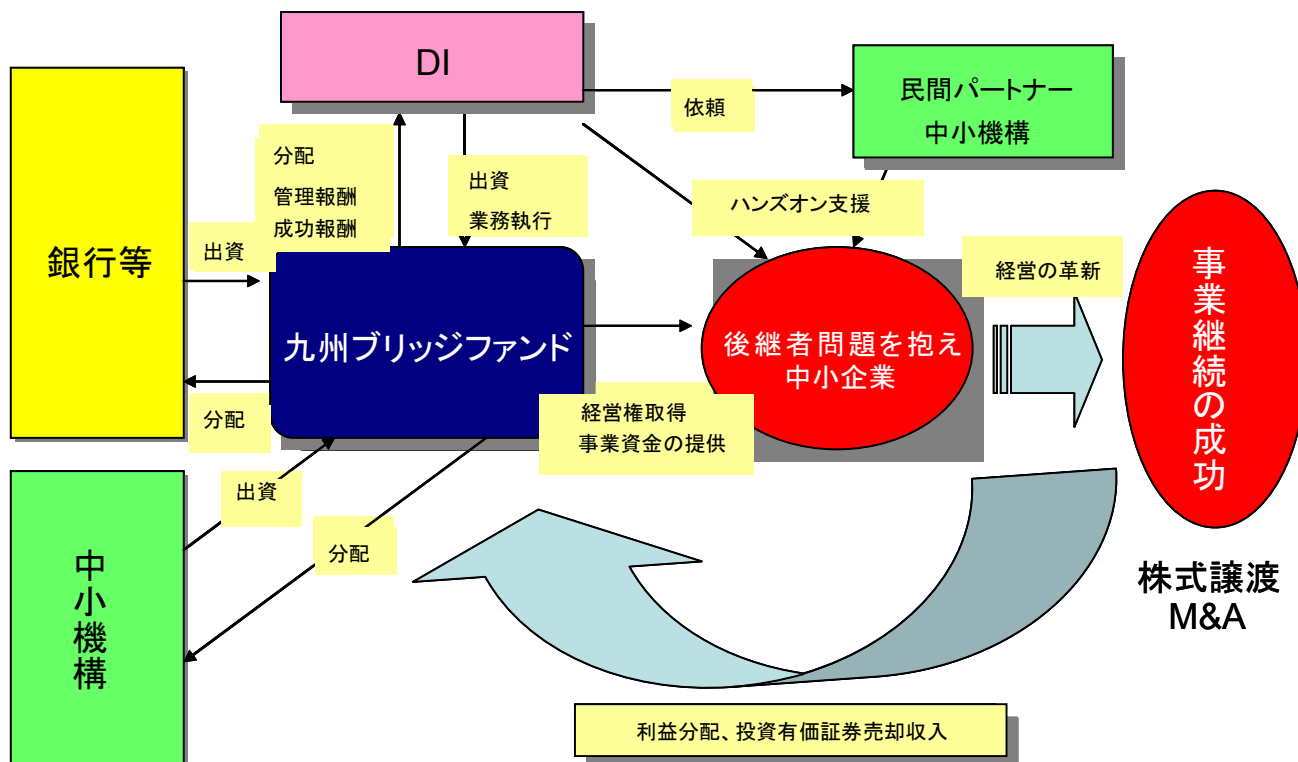 DI
民間パートナー
中小機構
依頼
分配
管理報酬
成功報酬
出資
業務執行
ハンズオン支援
銀行等
出資
九州ブリッジファンド
後継者問題を抱え
中小企業
経営の革新
事業継続の成功
分配
経営権取得
事業資金の提供
出資
分配
中小機構
株式譲渡
M&A
利益分配、投資有価証券売却収入